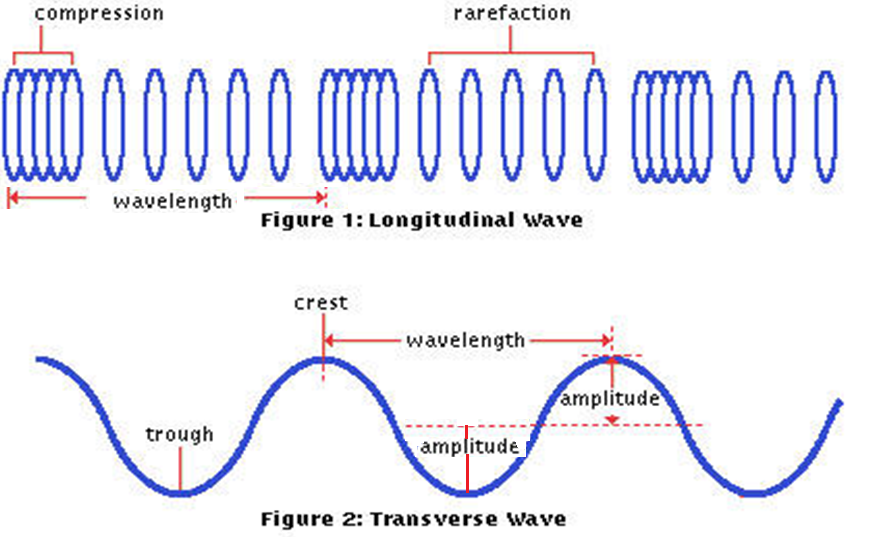 compression
rarefaction
wavelength
Figure 1: Longitudinal Wave
crest
wavelength
amplitude
trough
amplitude
Figure 2: Transverse Wave